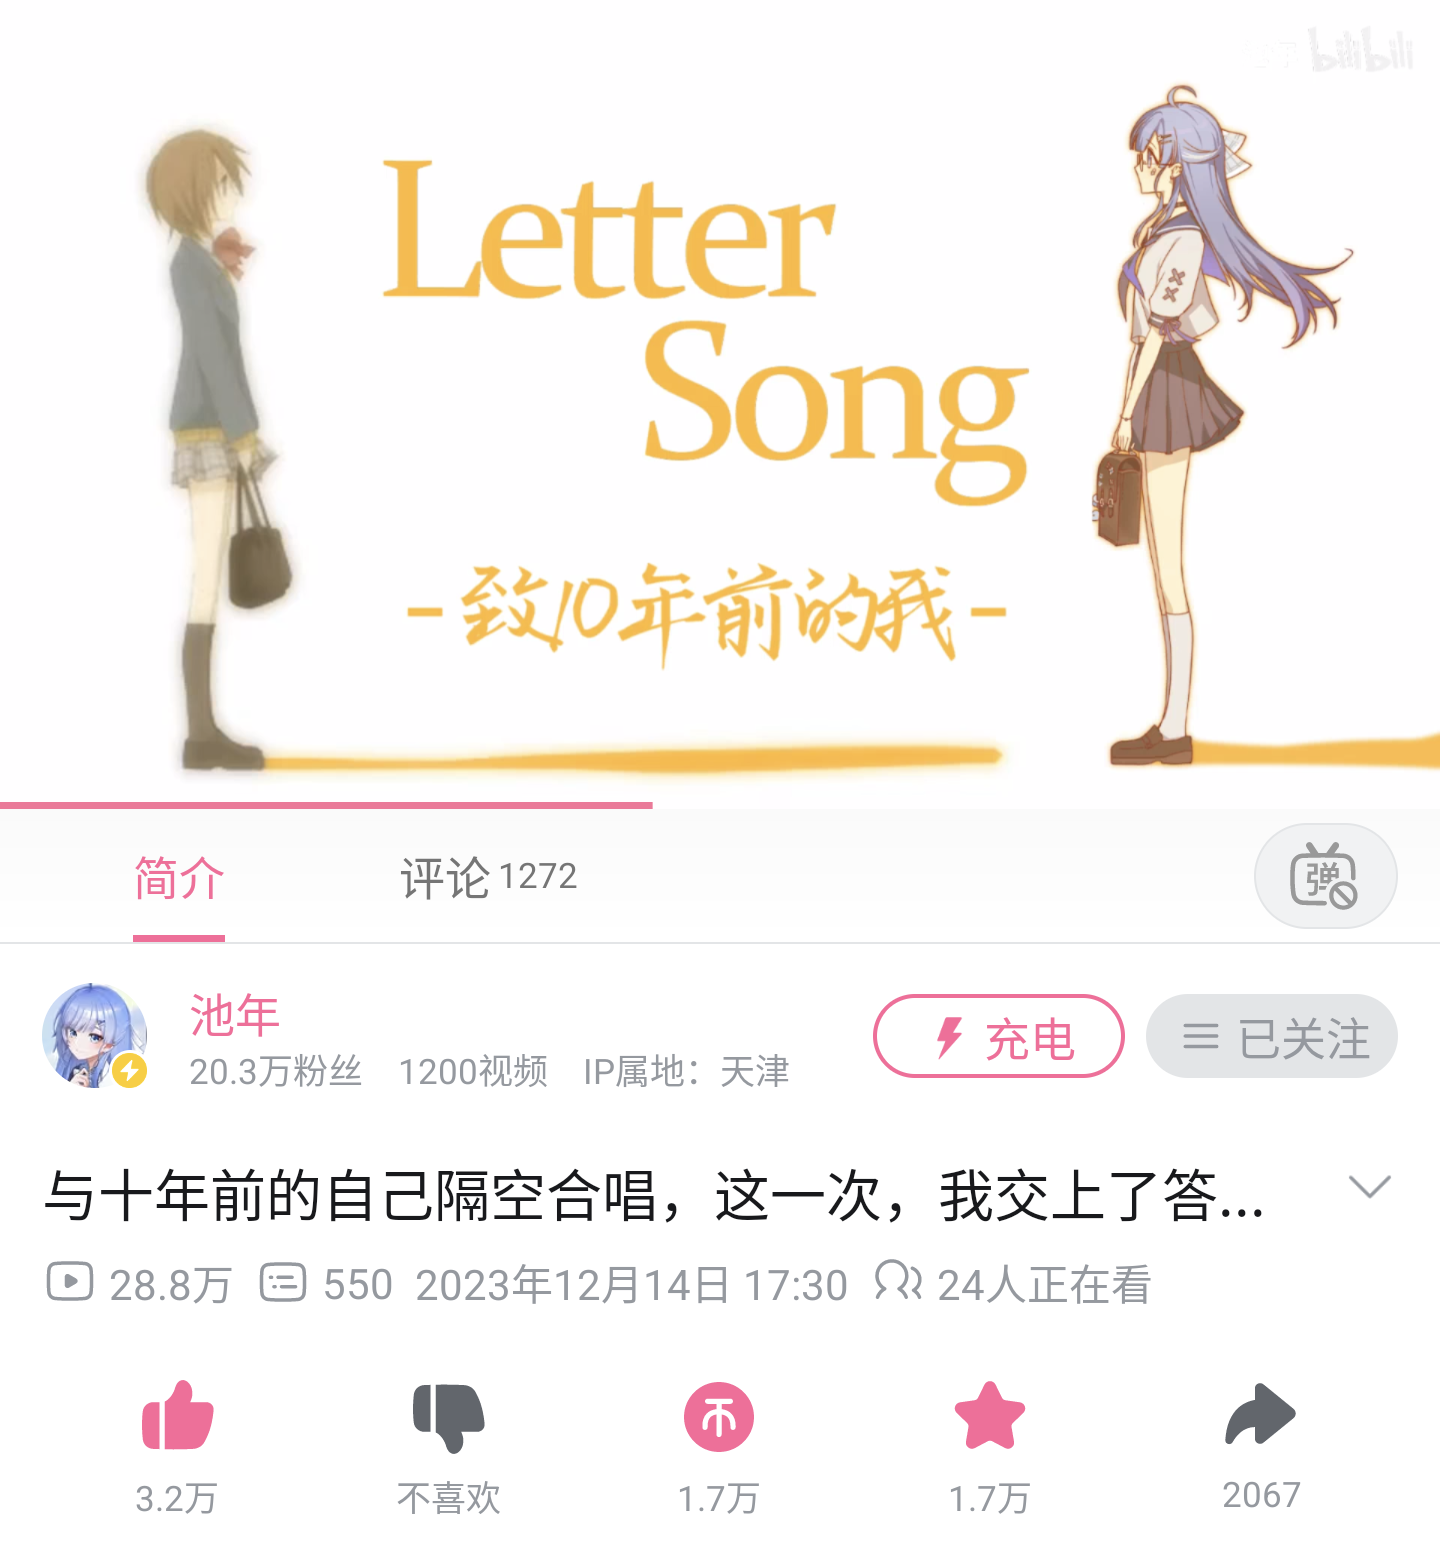 bilibili
Letter
Song
-致10年前的我-
简介
评论 1272
弹
池年
20.3万粉丝 1200视频 IP属地：天津
充电
已关注
与十年前的自己隔空合唱，这一次，我交上了答...
28.8万 550 2023年12月14日 17:30 24人正在看
3.2万
不喜欢
1.7万
1.7万
2067